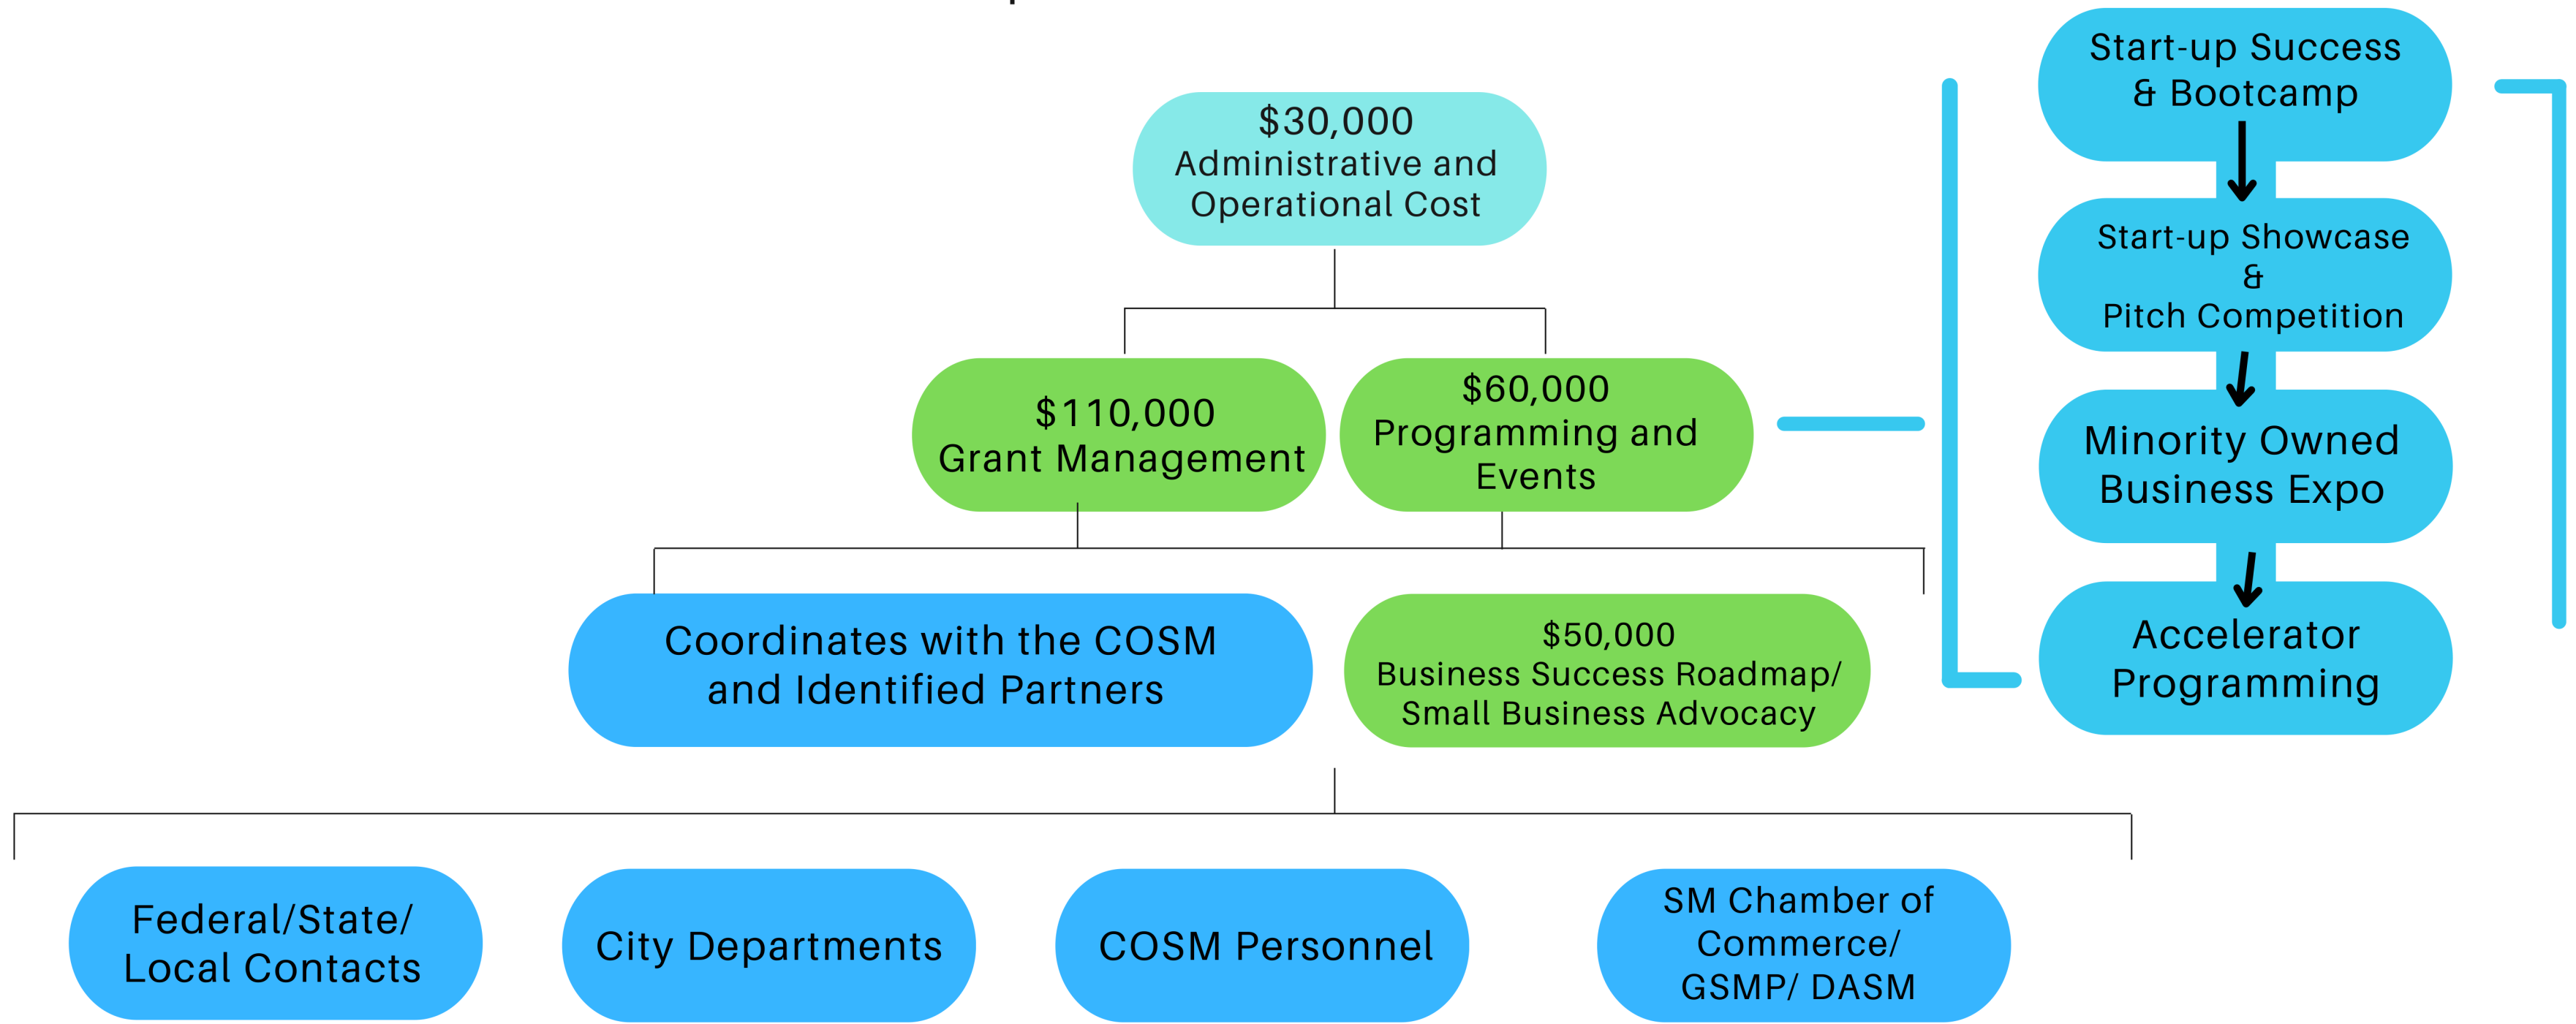 $30,000
Administrative and
Operational Cost
$110,000
Grant Management
$60,000
Programming and
Events
Coordinates with the COSM
and Identified Partners
$50,000
Business Success Roadmap/
Small Business Advocacy
Federal/State/
Local Contacts
City Departments
COSM Personnel
SM Chamber of
Commerce/
GSMP/ DASM
Start-up Success
& Bootcamp
Start-up Showcase
&
Pitch Competition
Minority Owned
Business Expo
Accelerator
Programming